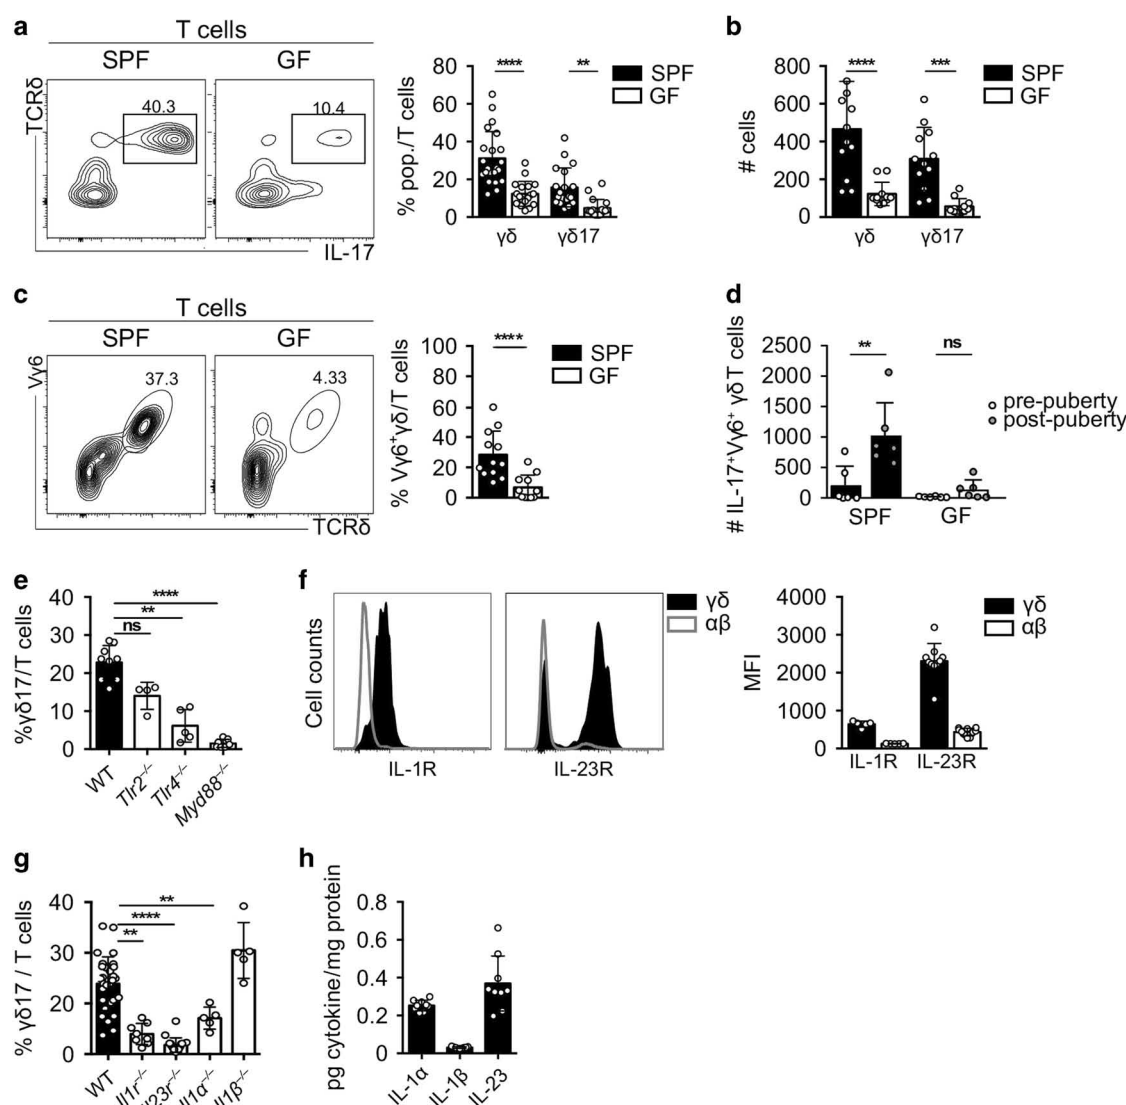 a
T cells
SPF
GF
TCRδ
40.3
10.4
IL-17
% pop./T cells
80
60
40
20
0
****
**
SPF
GF
γδ
γδ17
b
# cells
800
600
400
200
0
****
***
SPF
GF
γδ
γδ17
c
T cells
SPF
GF
Vγ6
37.3
4.33
TCRδ
% Vγ6⁺γδ/T cells
100
80
60
40
20
0
****
SPF
GF
d
# IL-17⁺Vγ6⁺ γδT cells
2500
2000
1500
1000
500
0
**
ns
pre-puberty
post-puberty
SPF
GF
e
%γδ17/T cells
40
30
20
10
0
****
**
ns
WT
Tlr2⁻/⁻
Tlr4⁻/⁻
Myd88⁻/⁻
f
Cell counts
γδ
αβ
IL-1R
IL-23R
MFI
4000
3000
2000
1000
0
γδ
αβ
IL-1R
IL-23R
g
% γδ17 / T cells
40
30
20
10
0
**
****
**
WT
Il1r⁻/⁻
Il1α⁻/⁻
h
pg cytokine/mg protein
0.8
0.6
0.4
0.2
0
IL-1α
IL-1β
IL-23